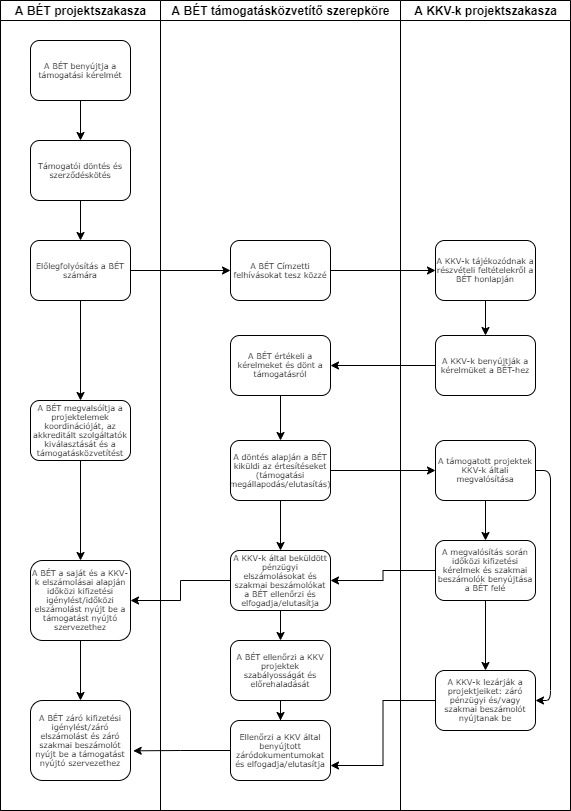 A BÉT projektszakasza
A BÉT támogatásközvetítő szerepköre
A KKV-k projektszakasza
A BÉT benyújtja a
támogatási kérelmét
Támogatói döntés és
szerződéskötés
Előlegfolyósítás a BÉT
számára
A BÉT Címzetti
felhívásokat tesz közzé
A KKV-k tájékozódnak a
részvételi feltételekről a
BÉT honlapján
A BÉT értékeli a
kérelmeket és dönt a
támogatásról
A KKV-k benyújtják a
kérelmüket a BÉT-hez
A BÉT megvalsóítja a
projektelemek
koordinációját, az
akkreditált szolgáltatók
kiválasztását és a
támogatásközvetítést
A döntés alapján a BÉT
kiküldi az értesítéseket
(támogatási
megállapodás/elutasítás)
A támogatott projektek
KKV-k általi
megvalósítása
A BÉT a saját és a KKV-
k elszámolásai alapján
időközi kifizetési
igénylést/időközi
elszámolást nyújt be a
támogatást nyújtó
szervezethez
A KKV-k által beküldött
pénzügyi
elszámolásokat és
szakmai beszámolókat
a BÉT ellenőrzi és
elfogadja/elutasítja
A megvalósítás során
időközi kifizetési
kérelmek és szakmai
beszámolók benyújtása
a BÉT felé
A BÉT ellenőrzi a KKV
projektek
szabályosságát és
előrehaladását
A KKV-k lezárják a
projektjeiket: záró
pénzügyi és/vagy
szakmai beszámolót
nyújtanak be
A BÉT záró kifizetési
igénylést/záró
elszámolást és záró
szakmai beszámolót
nyújt be a támogatást
nyújtó szervezethez
Ellenőrzi a KKV által
benyújtott
záródokumentumokat
és elfogadja/elutasítja